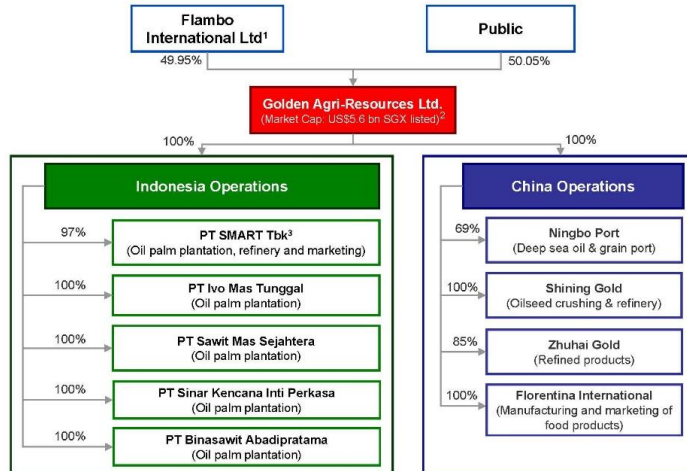 Flambo
International Ltd¹
Public
49.95%
50.05%
Golden Agri-Resources Ltd.
(Market Cap: US$5.6 bn SGX listed)²
100%
100%
Indonesia Operations
China Operations
97%
PT SMART Tbk³
(Oil palm plantation, refinery and marketing)
100%
PT Ivo Mas Tunggal
(Oil palm plantation)
100%
PT Sawit Mas Sejahtera
(Oil palm plantation)
100%
PT Sinar Kencana Inti Perkasa
(Oil palm plantation)
100%
PT Binasawit Abadipratama
(Oil palm plantation)
69%
Ningbo Port
(Deep sea oil & grain port)
100%
Shining Gold
(Oilseed crushing & refinery)
85%
Zhuhai Gold
(Refined products)
100%
Florentina International
(Manufacturing and marketing of
food products)